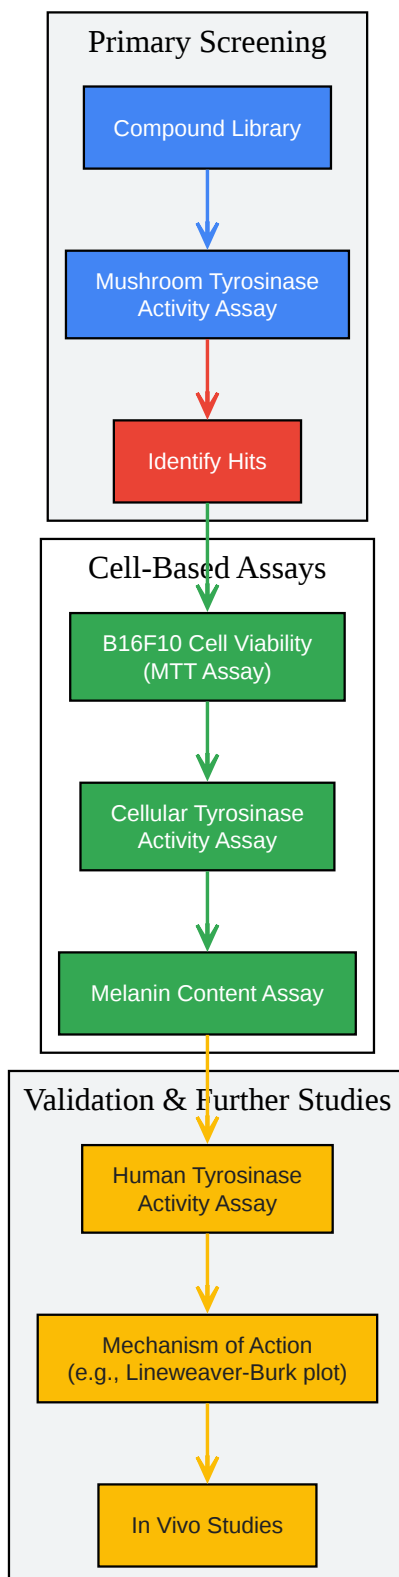 Primary Screening
Compound Library
Mushroom Tyrosinase
Activity Assay
Identify Hits
Cell-Based Assays
B16F10 Cell Viability
(MTT Assay)
Cellular Tyrosinase
Activity Assay
Melanin Content Assay
Validation & Further Studies
Human Tyrosinase
Activity Assay
Mechanism of Action
(e.g., Lineweaver-Burk plot)
In Vivo Studies